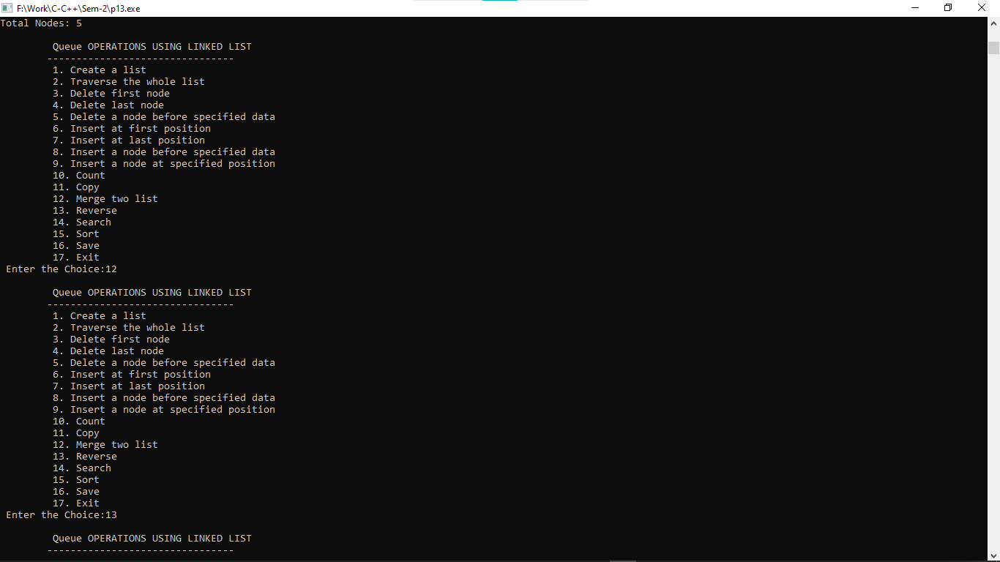 F:\Work\C-C++\Sem-2\p13.exe
Total Nodes: 5
Queue OPERATIONS USING LINKED LIST
--------------------------------
1. Create a list
2. Traverse the whole list
3. Delete first node
4. Delete last node
5. Delete a node before specified data
6. Insert at first position
7. Insert at last position
8. Insert a node before specified data
9. Insert a node at specified position
10. Count
11. Copy
12. Merge two list
13. Reverse
14. Search
15. Sort
16. Save
17. Exit
Enter the Choice:12
Queue OPERATIONS USING LINKED LIST
--------------------------------
1. Create a list
2. Traverse the whole list
3. Delete first node
4. Delete last node
5. Delete a node before specified data
6. Insert at first position
7. Insert at last position
8. Insert a node before specified data
9. Insert a node at specified position
10. Count
11. Copy
12. Merge two list
13. Reverse
14. Search
15. Sort
16. Save
17. Exit
Enter the Choice:13
Queue OPERATIONS USING LINKED LIST
--------------------------------